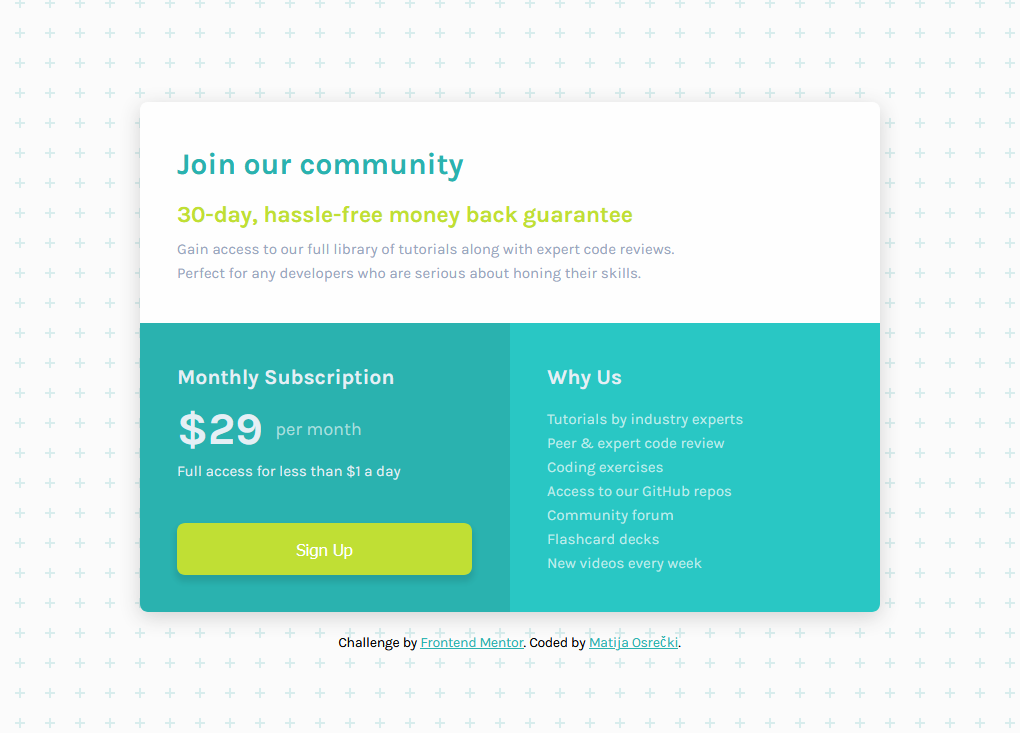 Join our community
30-day, hassle-free money back guarantee
Gain access to our full library of tutorials along with expert code reviews.
Perfect for any developers who are serious about honing their skills.
Monthly Subscription
$29 per month
Full access for less than $1 a day
Sign Up
Why Us
Tutorials by industry experts
Peer & expert code review
Coding exercises
Access to our GitHub repos
Community forum
Flashcard decks
New videos every week
Challenge by Frontend Mentor. Coded by Matija Osrečki.